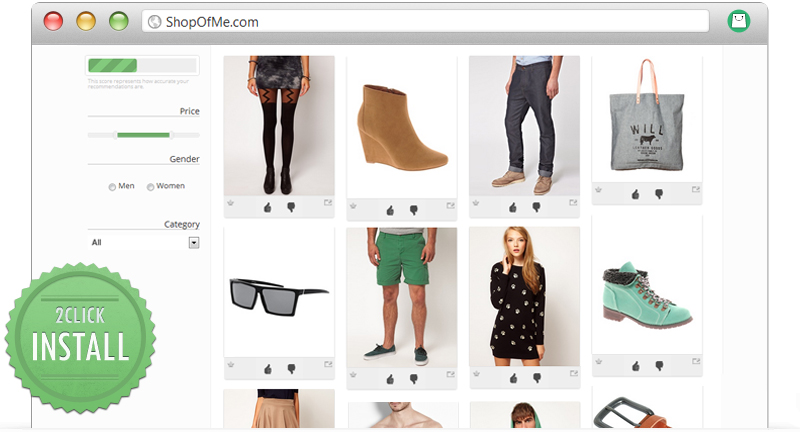 ShopOfMe.com
This score represents how accurate your
recommendations are.
Price
Gender
Men
Women
Category
All
2CLICK
INSTALL
WILL
LEATHER GOODS